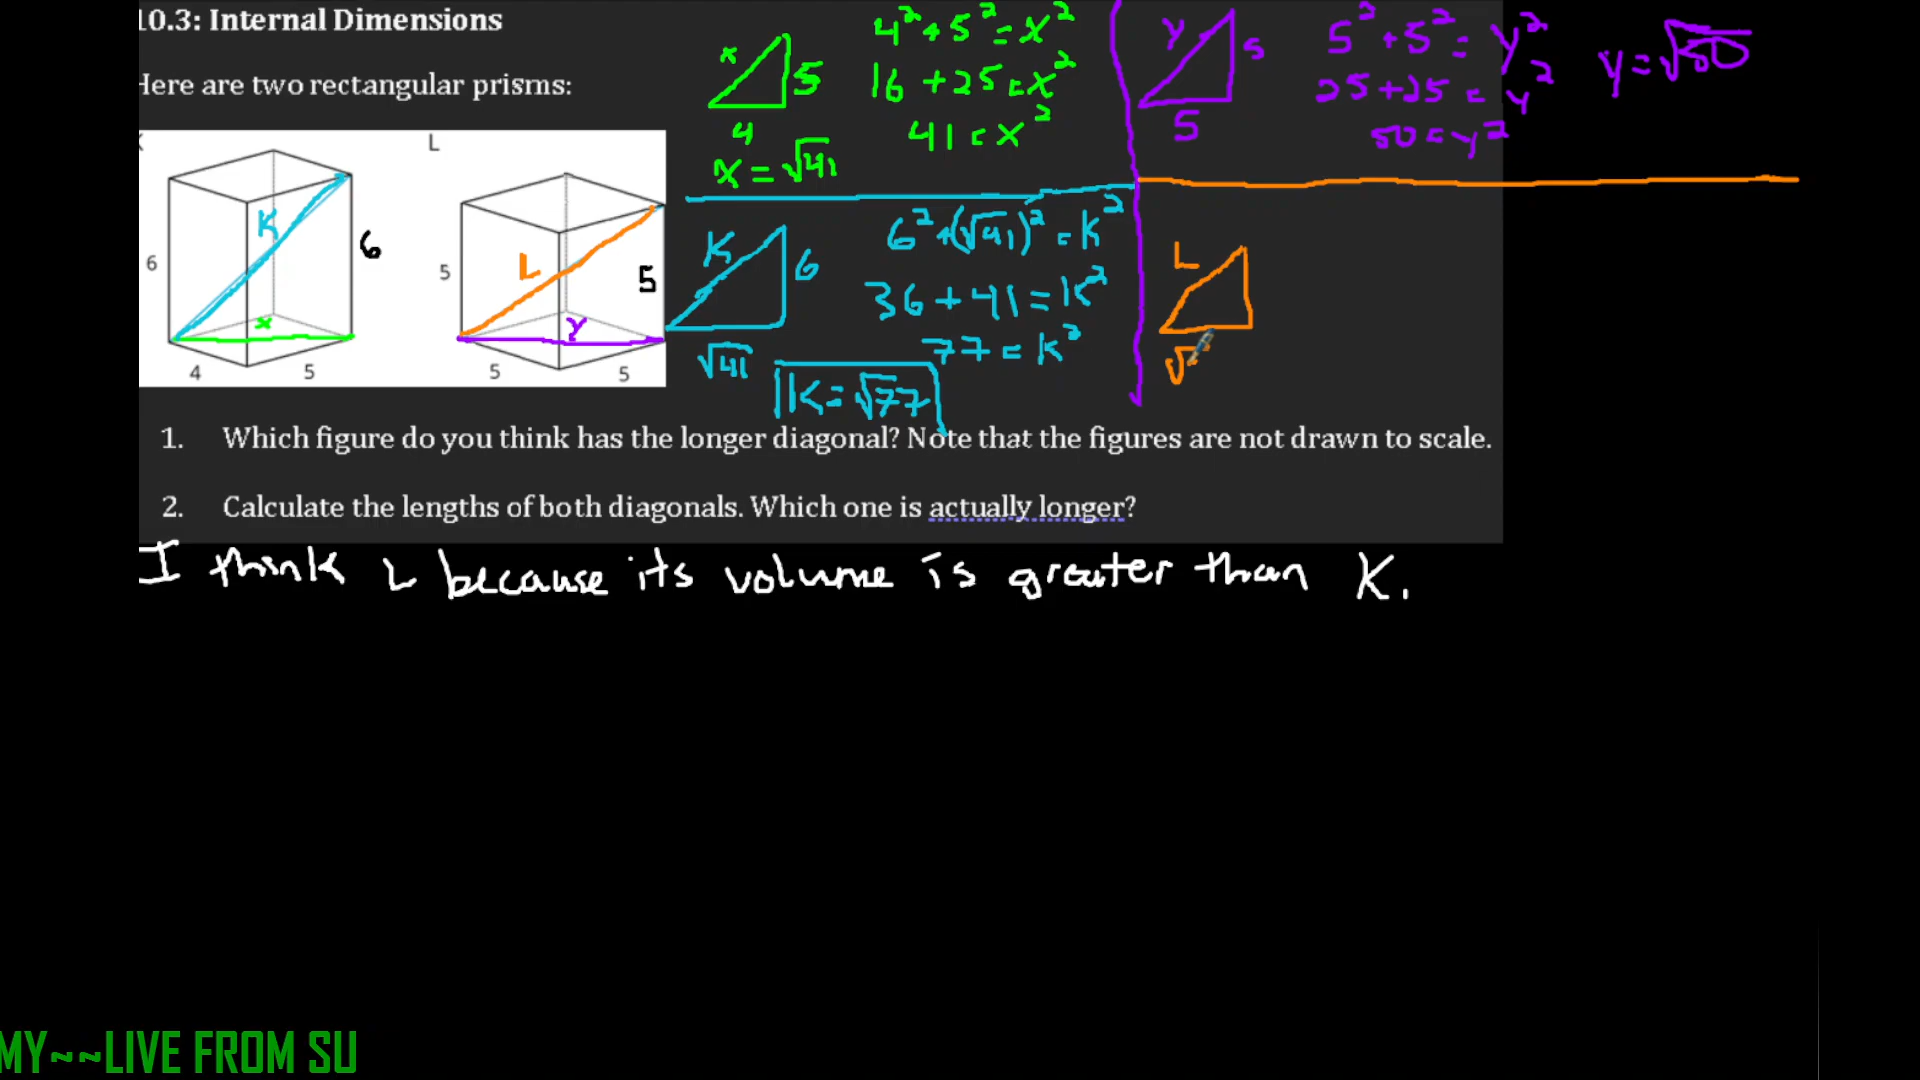 10.3: Internal Dimensions
Here are two rectangular prisms:
x 5 4
4² + 5² = x²
16 + 25 = x²
41 = x²
x = √41
y 5 5
5² + 5² = y²
25 + 25 = y²
50 = y²
y = √50
K 6 x 6 4 5
L 5 L 5 y 5 5
K 6 √41
6² + (√41)² = K²
36 + 41 = K²
77 = K²
K = √77
L √
1. Which figure do you think has the longer diagonal? Note that the figures are not drawn to scale.
2. Calculate the lengths of both diagonals. Which one is actually longer?
I think L because its volume is greater than K.
MY~~LIVE FROM SU